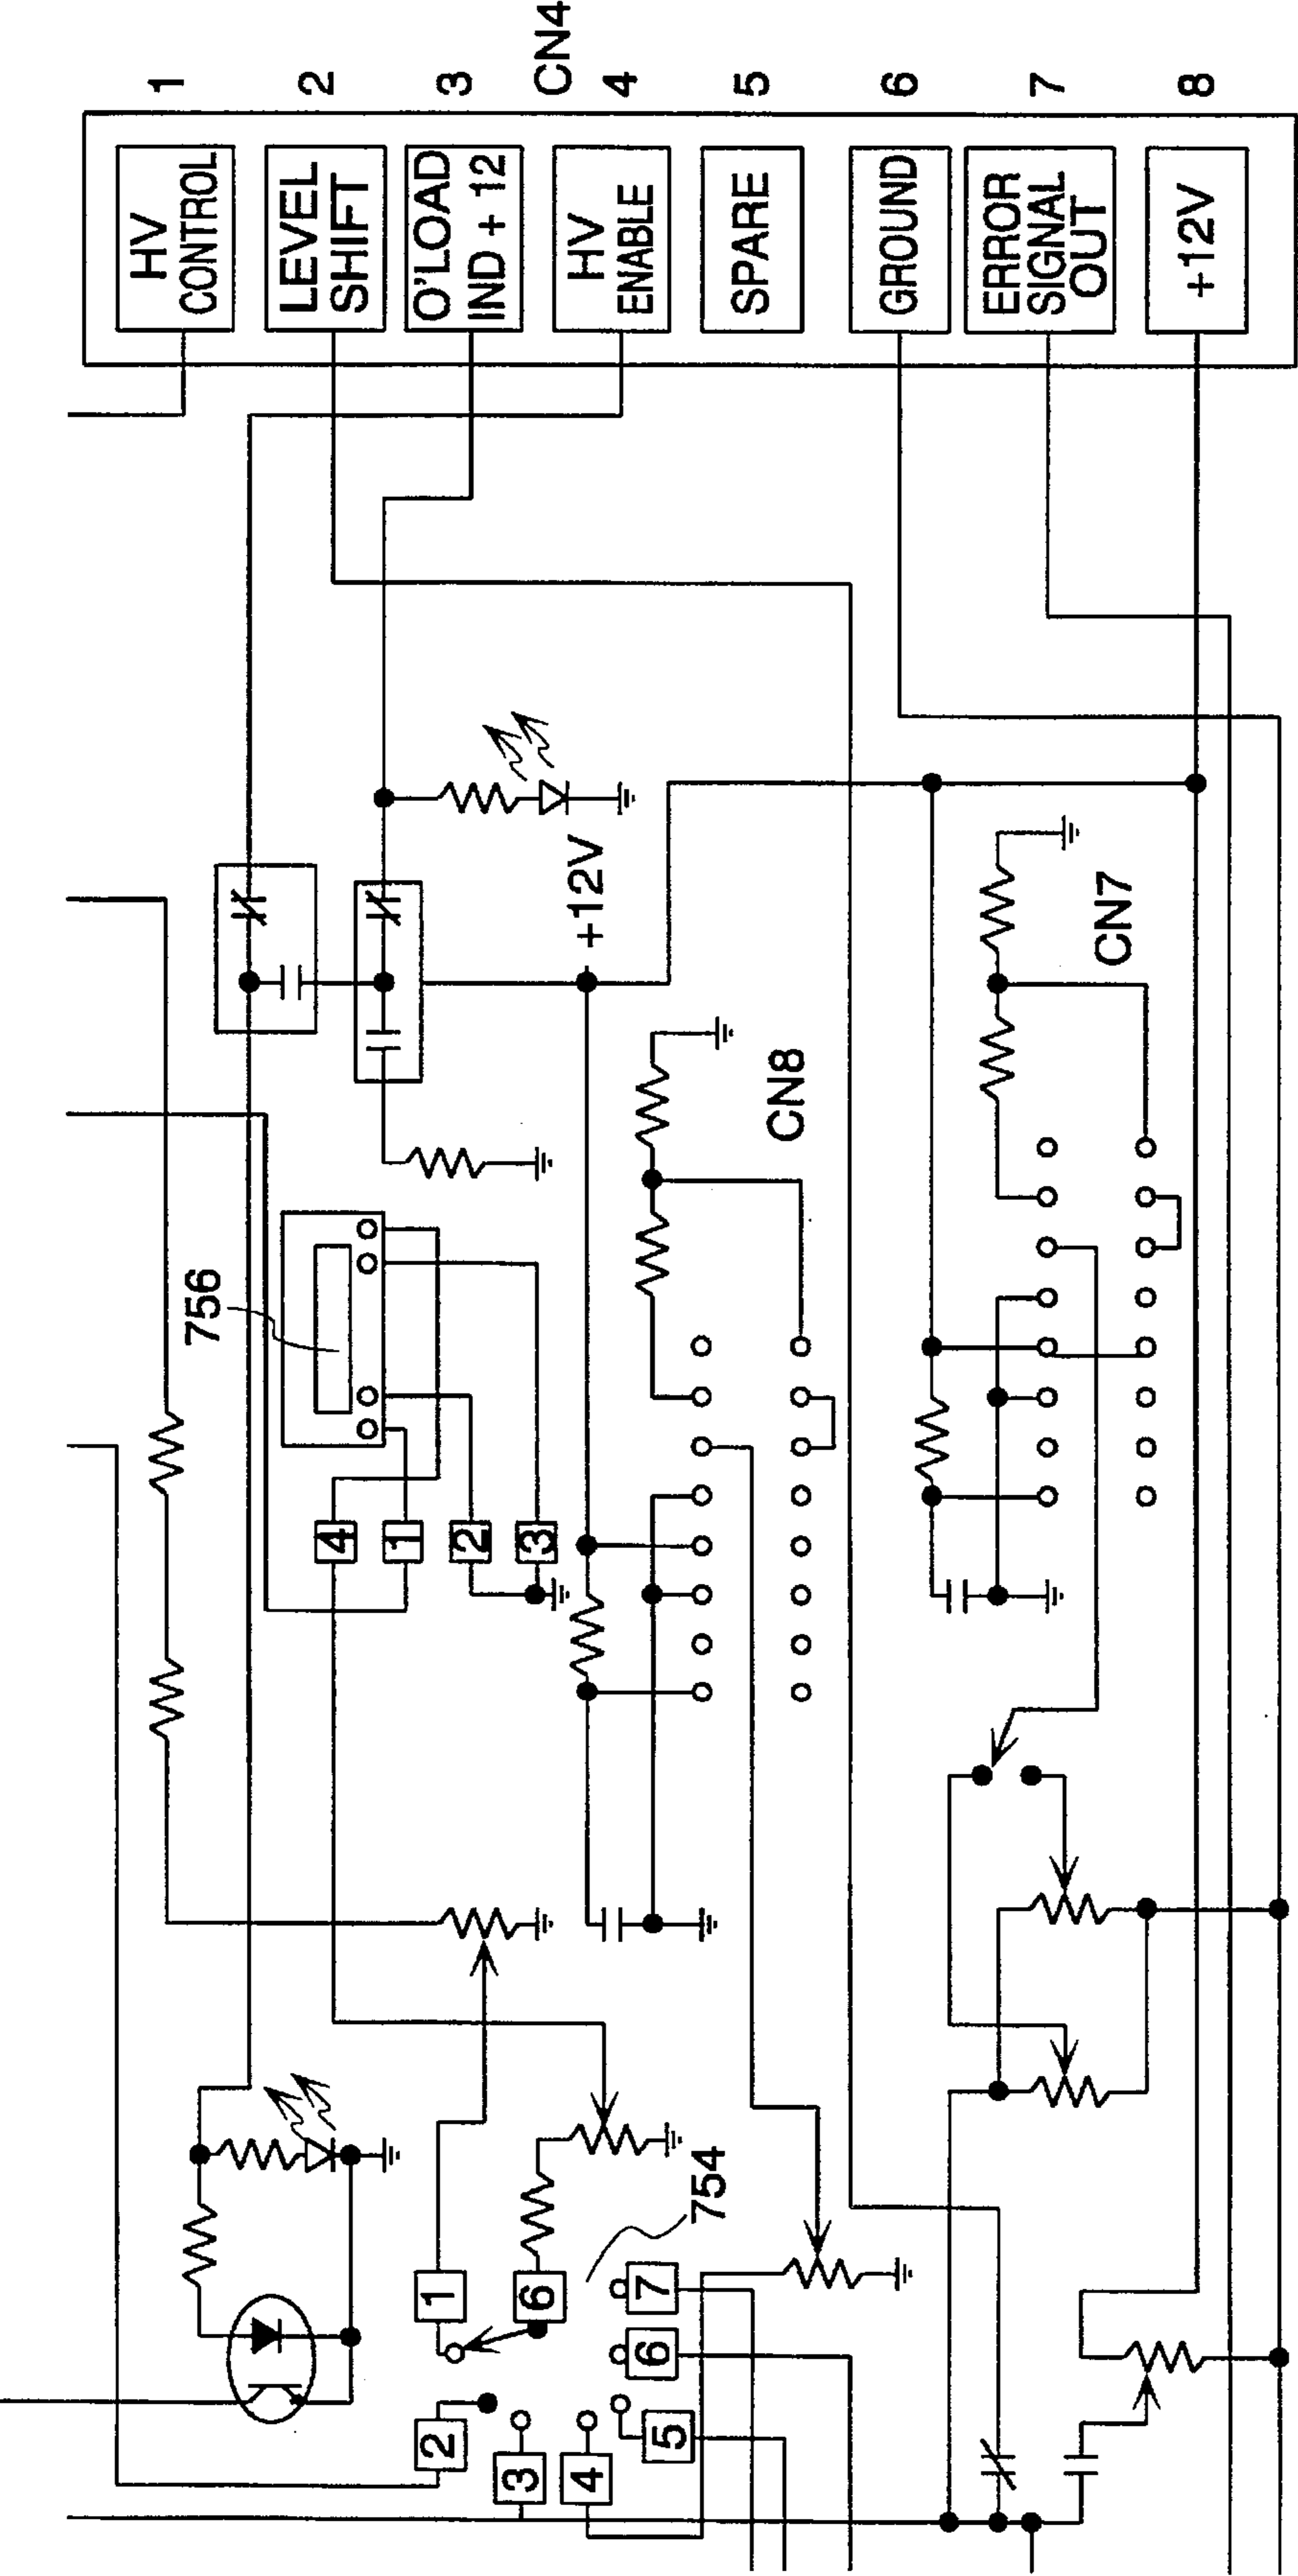 1
2
3
CN4
4
5
6
7
8
HV
CONTROL
LEVEL
SHIFT
O'LOAD
IND + 12
HV
ENABLE
SPARE
GROUND
ERROR
SIGNAL
OUT
+12V
+12V
CN7
CN8
756
4
1
2
3
754
1
6
7
6
2
5
3
4